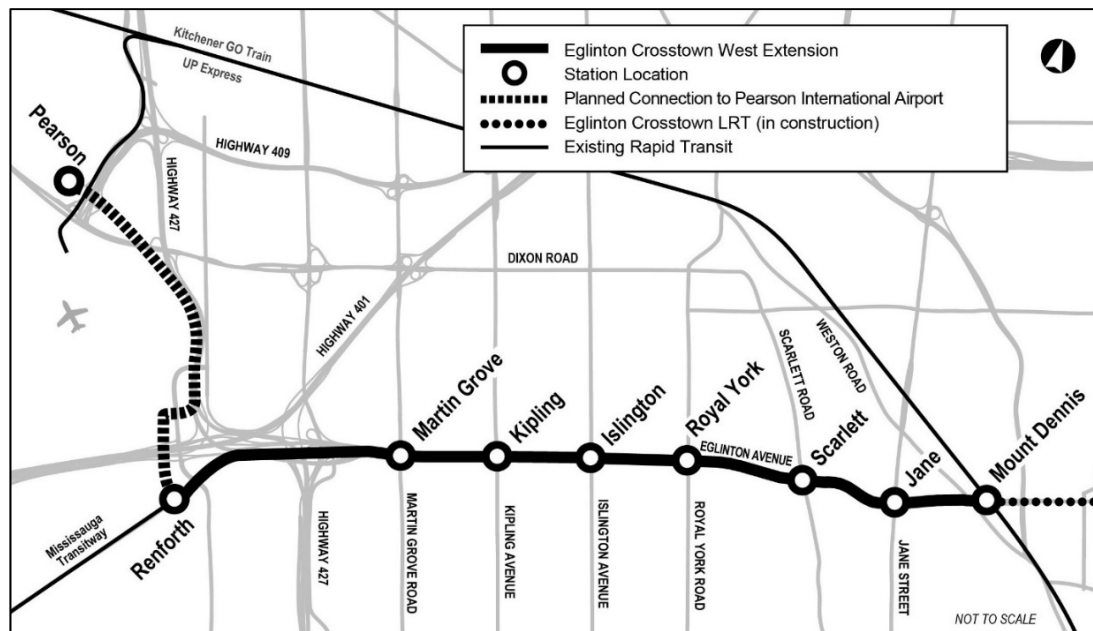 Kitchener GO Train
UP Express
Eglinton Crosstown West Extension
Station Location
Planned Connection to Pearson International Airport
Eglinton Crosstown LRT (in construction)
Existing Rapid Transit
Pearson
HIGHWAY 427
HIGHWAY 409
DIXON ROAD
HIGHWAY 401
SCARLETT ROAD
WESTON ROAD
Martin Grove
Kipling
Islington
Royal York
EGLINTON AVENUE
Scarlett
Jane
Mount Dennis
Renforth
Mississauga
Transitway
HIGHWAY 427
MARTIN GROVE ROAD
KIPLING AVENUE
ISLINGTON AVENUE
ROYAL YORK ROAD
JANE STREET
NOT TO SCALE